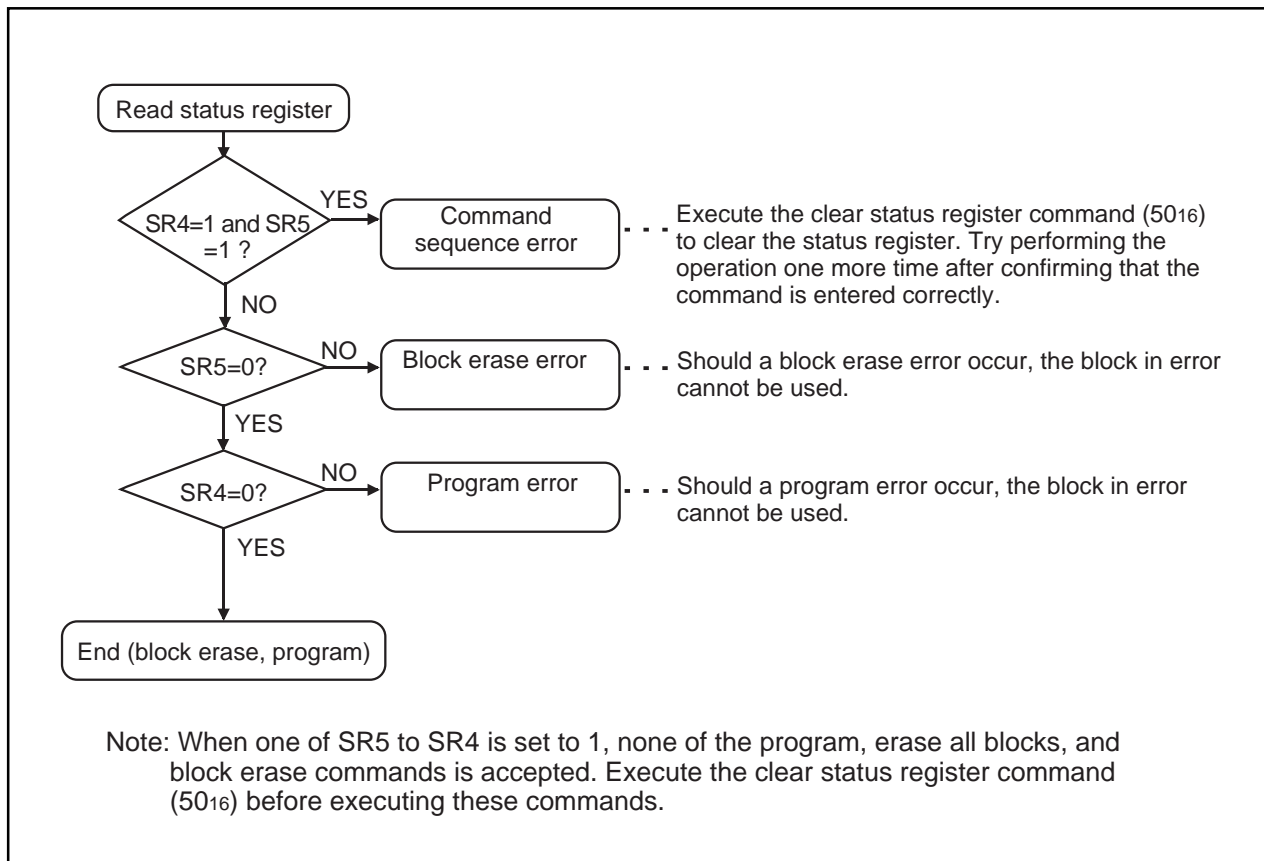 Read status register
SR4=1 and SR5
=1 ?
YES
Command
sequence error
Execute the clear status register command (5016)
to clear the status register. Try performing the
operation one more time after confirming that the
command is entered correctly.
NO
SR5=0?
NO
Block erase error
Should a block erase error occur, the block in error
cannot be used.
YES
SR4=0?
NO
Program error
Should a program error occur, the block in error
cannot be used.
YES
End (block erase, program)
Note: When one of SR5 to SR4 is set to 1, none of the program, erase all blocks, and
block erase commands is accepted. Execute the clear status register command
(5016) before executing these commands.